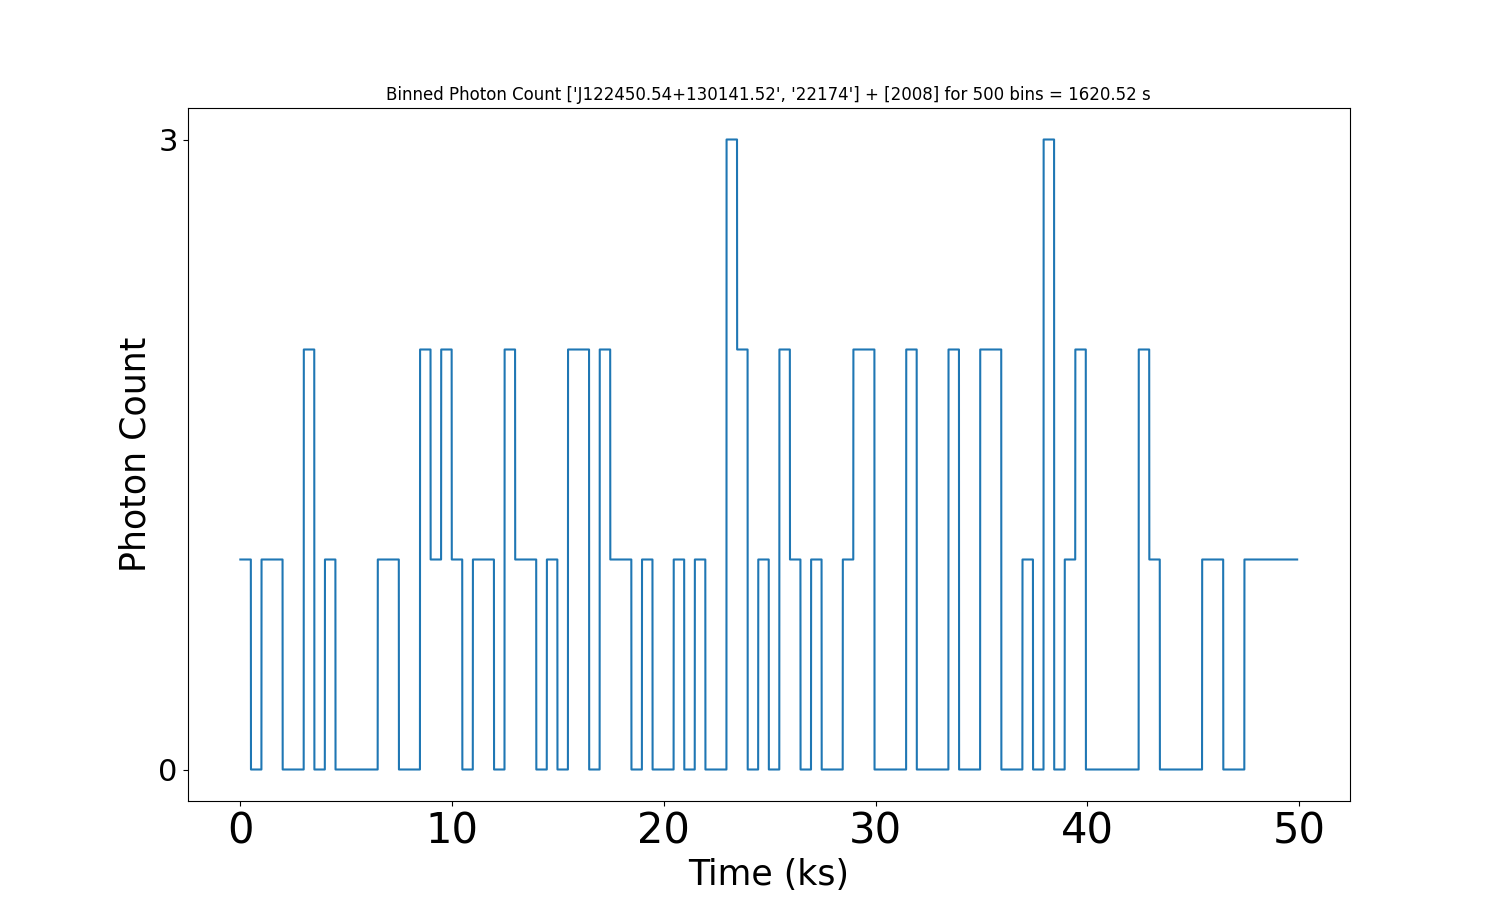 Binned Photon Count ['J122450.54+130141.52', '22174'] + [2008] for 500 bins = 1620.52 s
3
Photon Count
0
0 10 20 30 40 50
Time (ks)